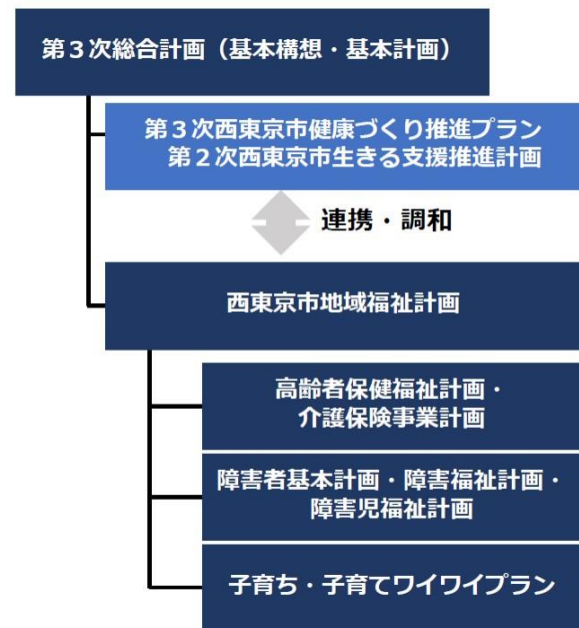 第３次総合計画（基本構想・基本計画）
第３次西東京市健康づくり推進プラン
第２次西東京市生きる支援推進計画
連携・調和
西東京市地域福祉計画
高齢者保健福祉計画・
介護保険事業計画
障害者基本計画・障害福祉計画・
障害児福祉計画
子育ち・子育てワイワイプラン